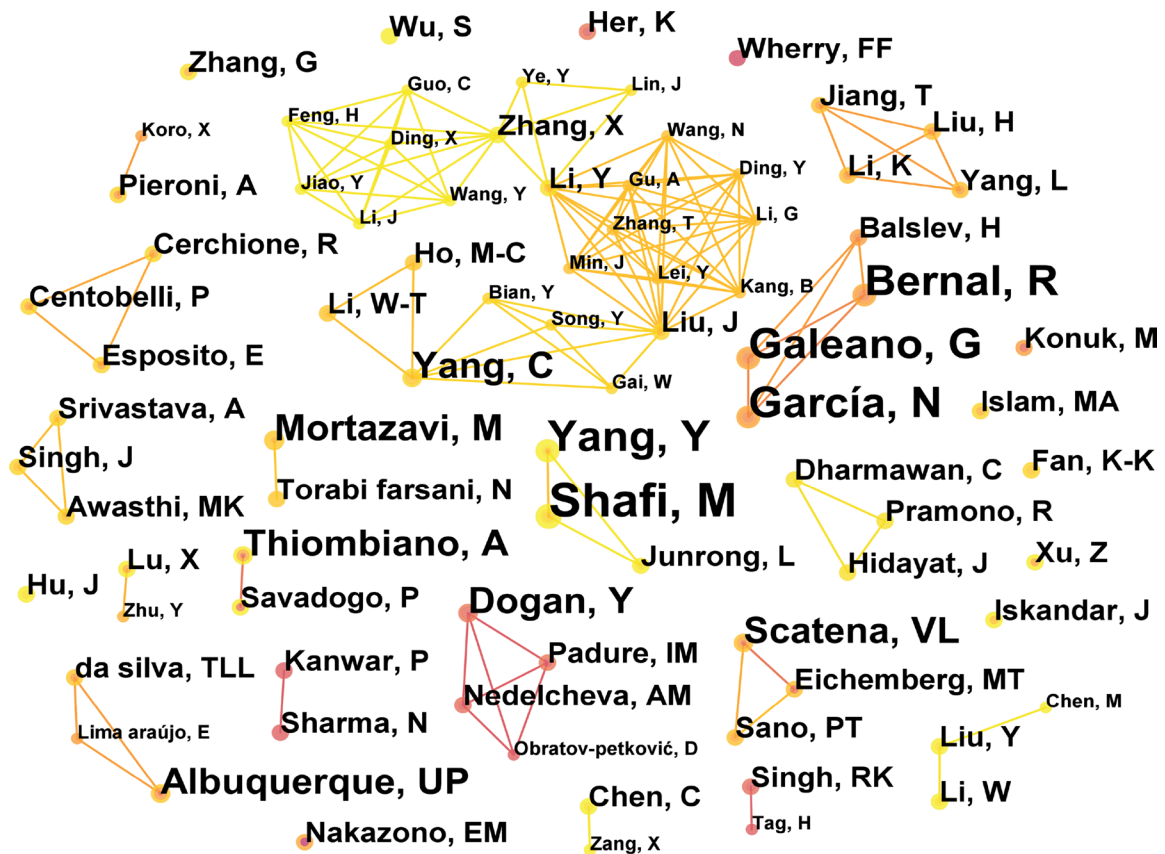 Wu, S
Her, K
Wherry, FF
Zhang, G
Guo, C
Ye, Y
Lin, J
Jiang, T
Feng, H
Koro, X
Ding, X
Zhang, X
Wang, N
Liu, H
Pieroni, A
Jiao, Y
Wang, Y
Li, Y
Gu, A
Ding, Y
Li, K
Yang, L
Li, J
Zhang, T
Li, G
Balslev, H
Cerchione, R
Ho, M-C
Min, J
Lei, Y
Kang, B
Bernal, R
Centobelli, P
Li, W-T
Bian, Y
Song, Y
Liu, J
Galeano, G
Konuk, M
Esposito, E
Yang, C
Gai, W
García, N
Islam, MA
Srivastava, A
Mortazavi, M
Yang, Y
Singh, J
Dharmawan, C
Fan, K-K
Awasthi, MK
Torabi farsani, N
Shafi, M
Pramono, R
Thiombiano, A
Junrong, L
Hidayat, J
Xu, Z
Hu, J
Lu, X
Zhu, Y
Savadogo, P
Dogan, Y
Iskandar, J
Scatena, VL
da silva, TLL
Kanwar, P
Padure, IM
Eichemberg, MT
Nedelcheva, AM
Chen, M
Lima araújo, E
Sharma, N
Obratov-petković, D
Sano, PT
Liu, Y
Albuquerque, UP
Chen, C
Singh, RK
Li, W
Nakazono, EM
Zang, X
Tag, H